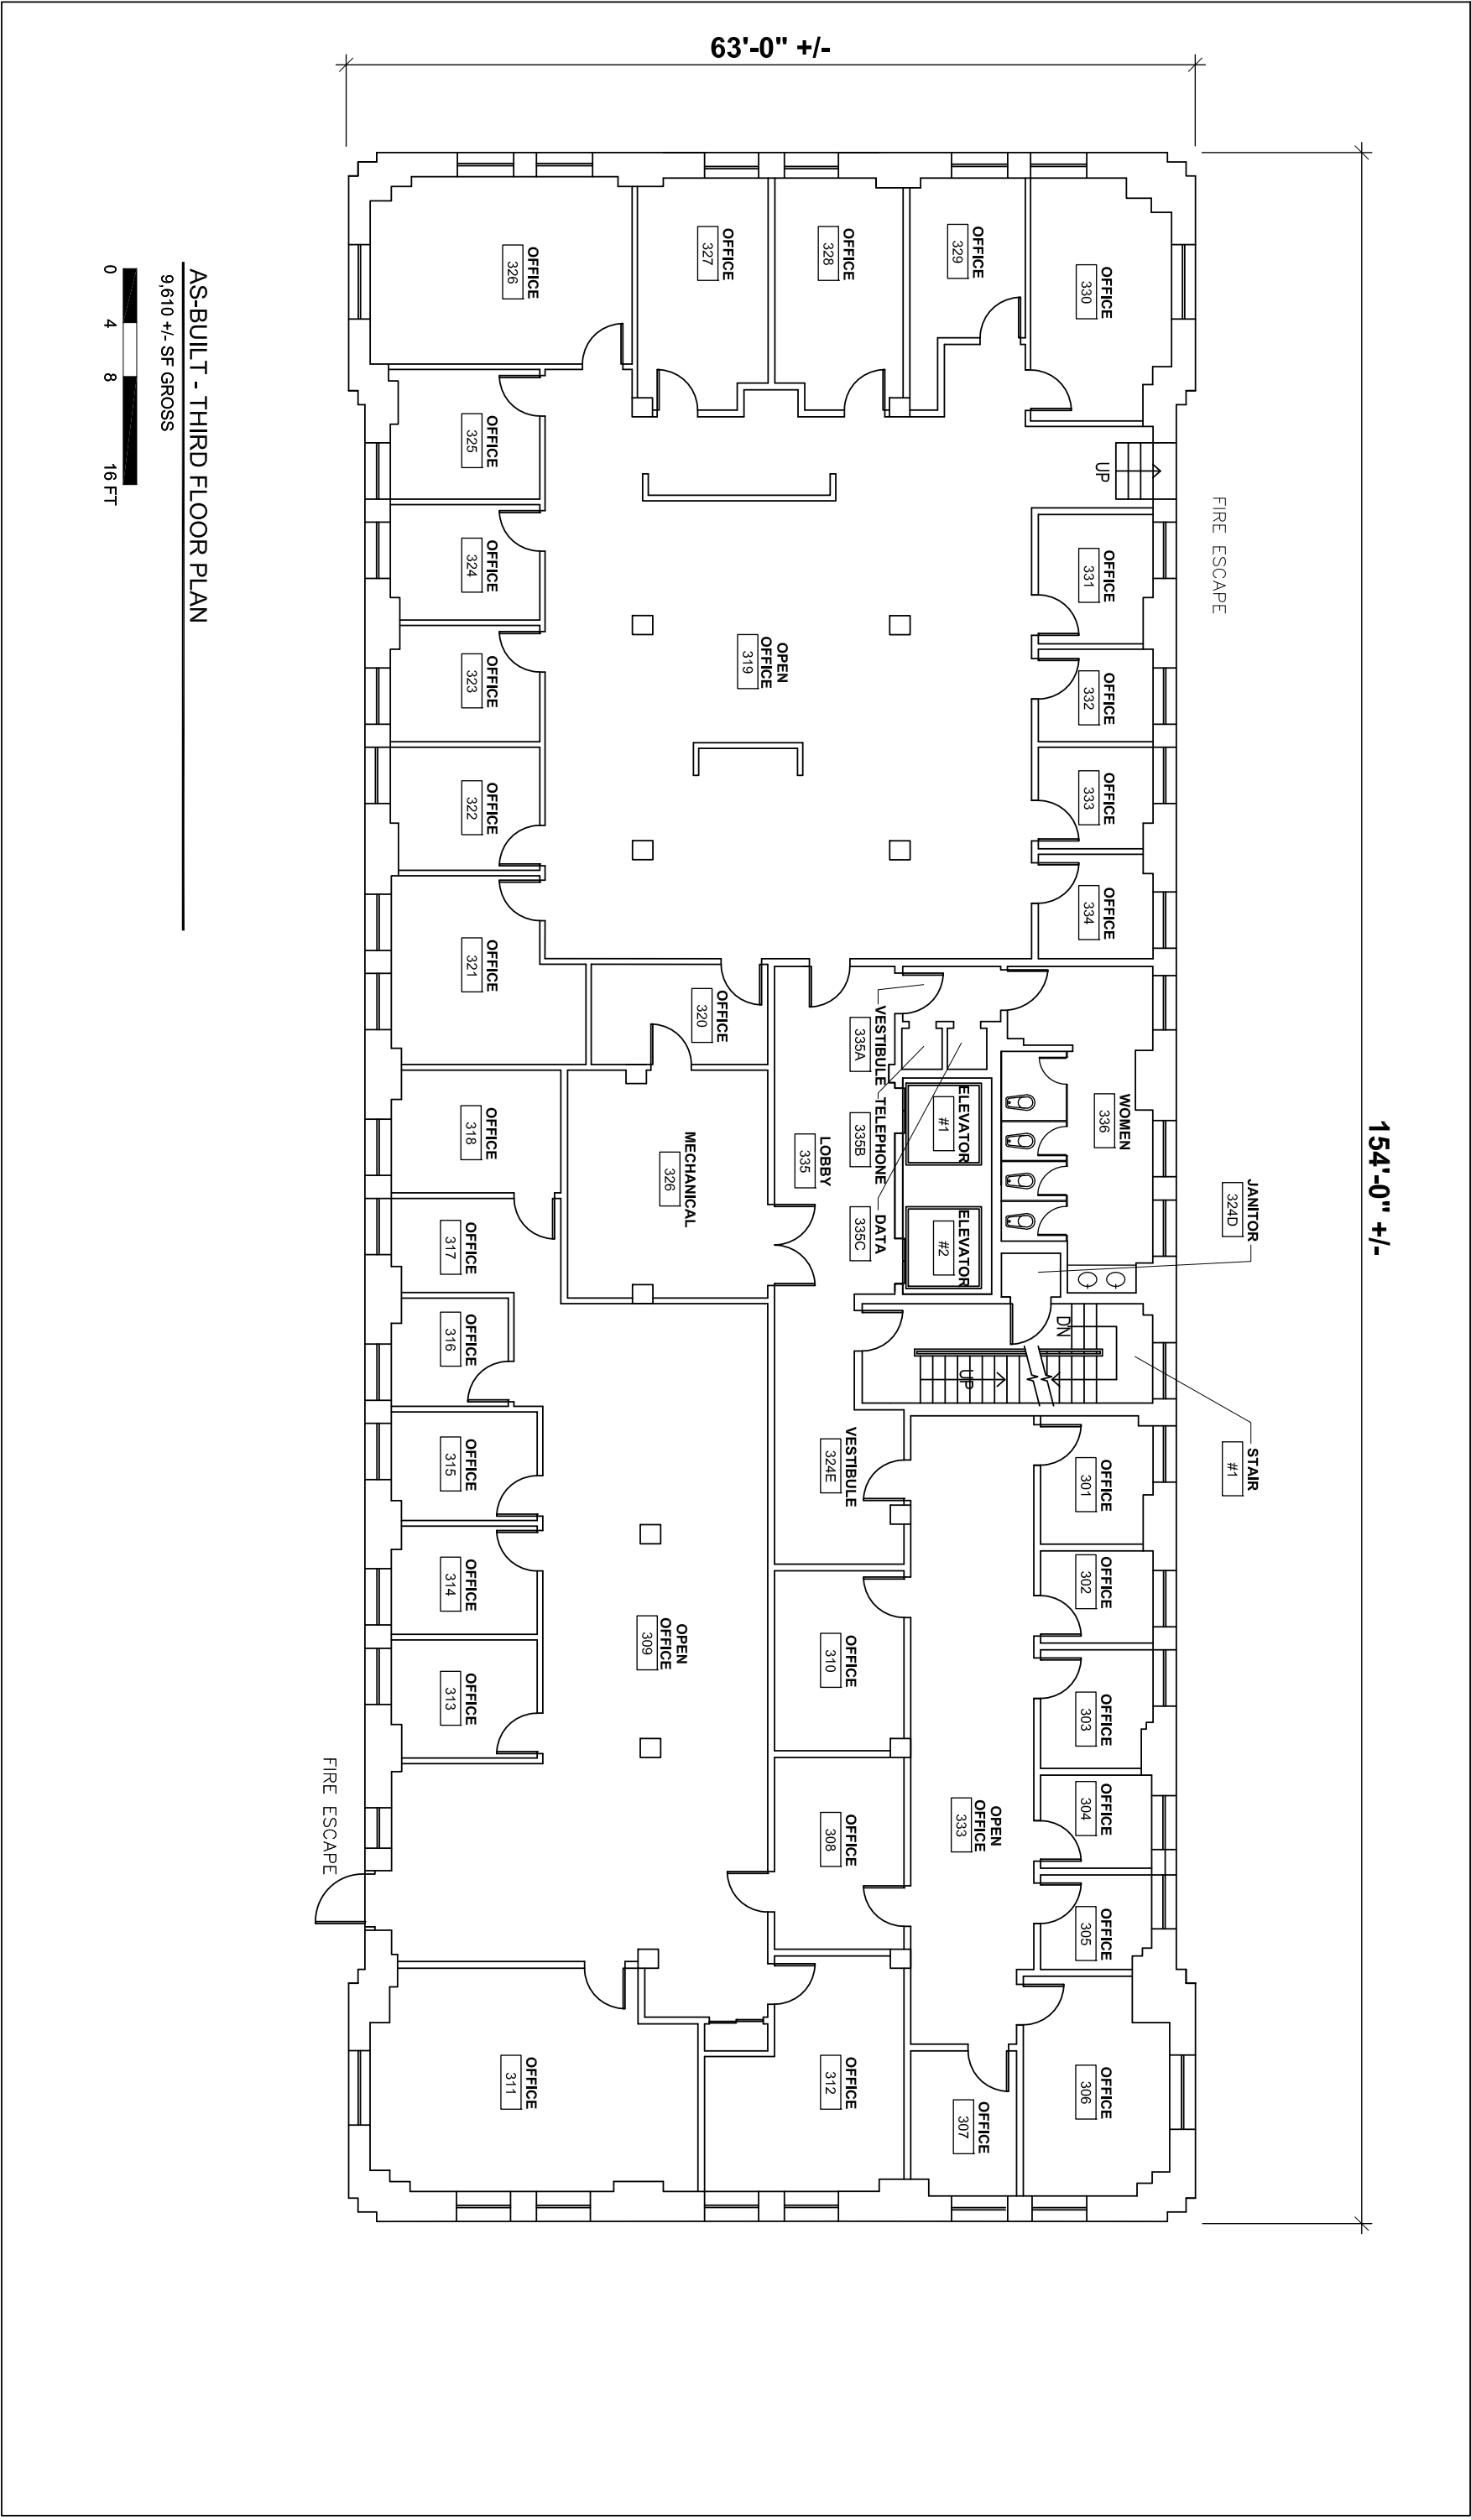 154'-0" +/-
63'-0" +/-
JANITOR
324D
STAIR
#1
FIRE ESCAPE
OFFICE
330
UP
OFFICE
331
OFFICE
332
OFFICE
333
OFFICE
334
WOMEN
336
DN
OFFICE
301
OFFICE
302
OFFICE
303
OFFICE
304
OFFICE
305
OFFICE
306
OFFICE
329
ELEVATOR
#1
ELEVATOR
#2
UP
OPEN
OFFICE
333
OFFICE
307
OFFICE
327
OFFICE
328
VESTIBULE
335A
TELEPHONE
335B
DATA
335C
LOBBY
335
VESTIBULE
324E
OFFICE
310
OFFICE
308
OFFICE
312
OPEN
OFFICE
319
OFFICE
320
MECHANICAL
326
OPEN
OFFICE
309
OFFICE
326
OFFICE
311
OFFICE
325
OFFICE
324
OFFICE
323
OFFICE
322
OFFICE
321
OFFICE
318
OFFICE
317
OFFICE
316
OFFICE
315
OFFICE
314
OFFICE
313
FIRE ESCAPE
AS-BUILT - THIRD FLOOR PLAN
9,610 +/- SF GROSS
0 4 8 16 FT